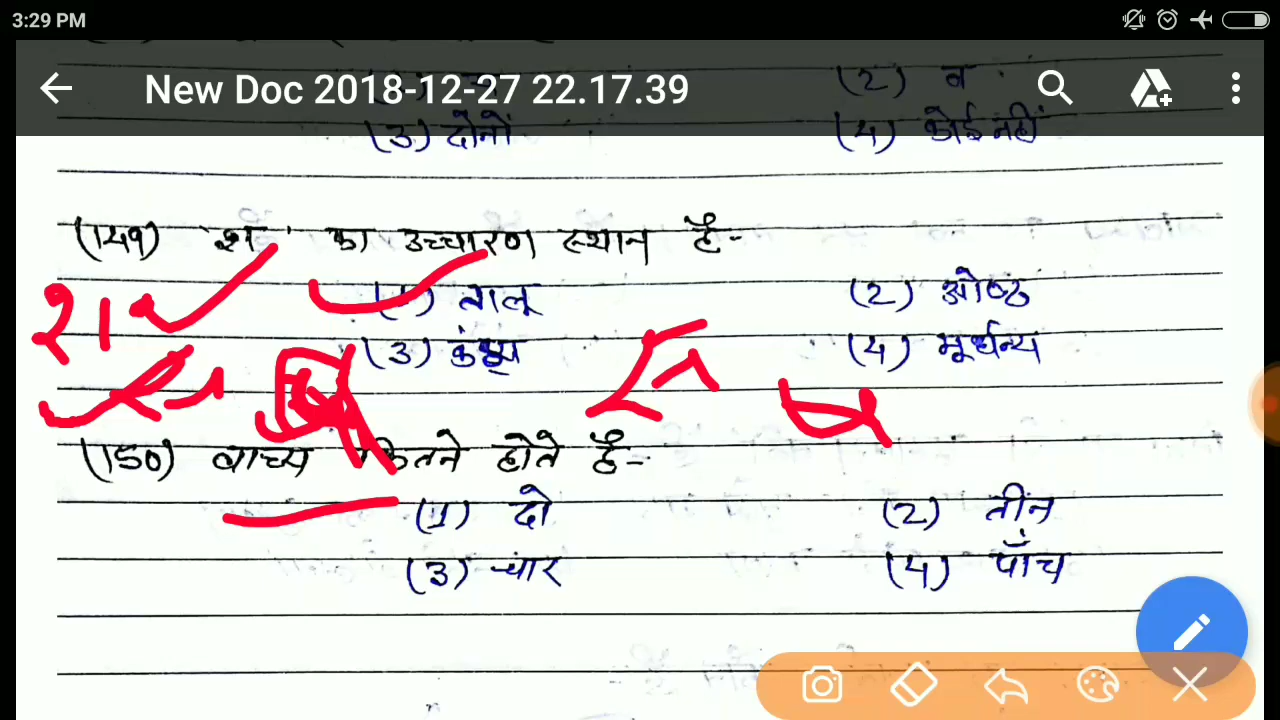 3:29 PM
New Doc 2018-12-27 22.17.39
(2) व
(3) दोनों (4) कोई नहीं
(149) 'श' का उच्चारण स्थान है-
(1) तालू (2) ओष्ठ
(3) कंठ्य (4) मूर्धन्य
(150) वाच्य कितने होते है-
(1) दो (2) तीन
(3) चार (4) पाँच